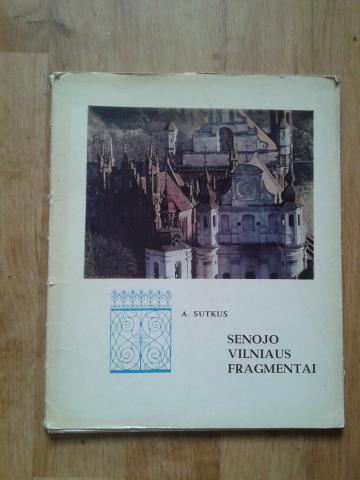 A. SUTKUS
SENOJO
VILNIAUS
FRAGMENTAI